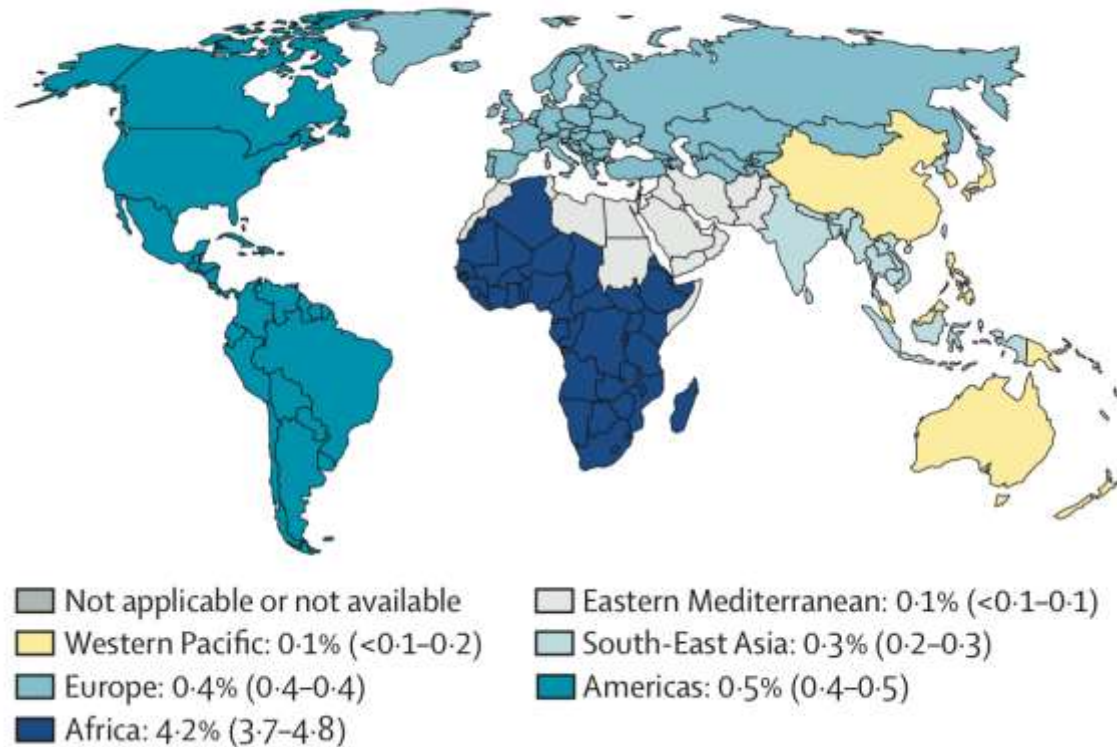 Not applicable or not available
Western Pacific: 0·1% (<0·1–0·2)
Europe: 0·4% (0·4–0·4)
Africa: 4·2% (3·7–4·8)
Eastern Mediterranean: 0·1% (<0·1–0·1)
South-East Asia: 0·3% (0·2–0·3)
Americas: 0·5% (0·4–0·5)